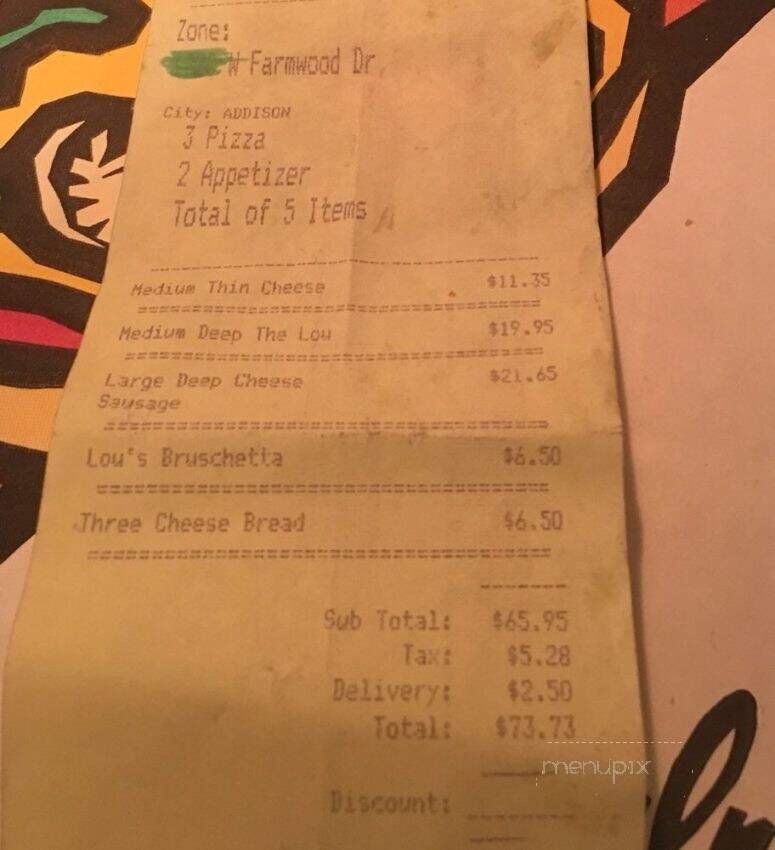 Zone:
W Farmwood Dr
City: ADDISON
3 Pizza
2 Appetizer
Total of 5 Items
Medium Thin Cheese $11.35
Medium Deep The Lou $19.95
Large Deep Cheese $21.65
Sausage
Lou's Bruschetta $6.50
Three Cheese Bread $6.50
Sub Total: $65.95
Tax: $5.28
Delivery: $2.50
Total: $73.73
menupix
Discount: